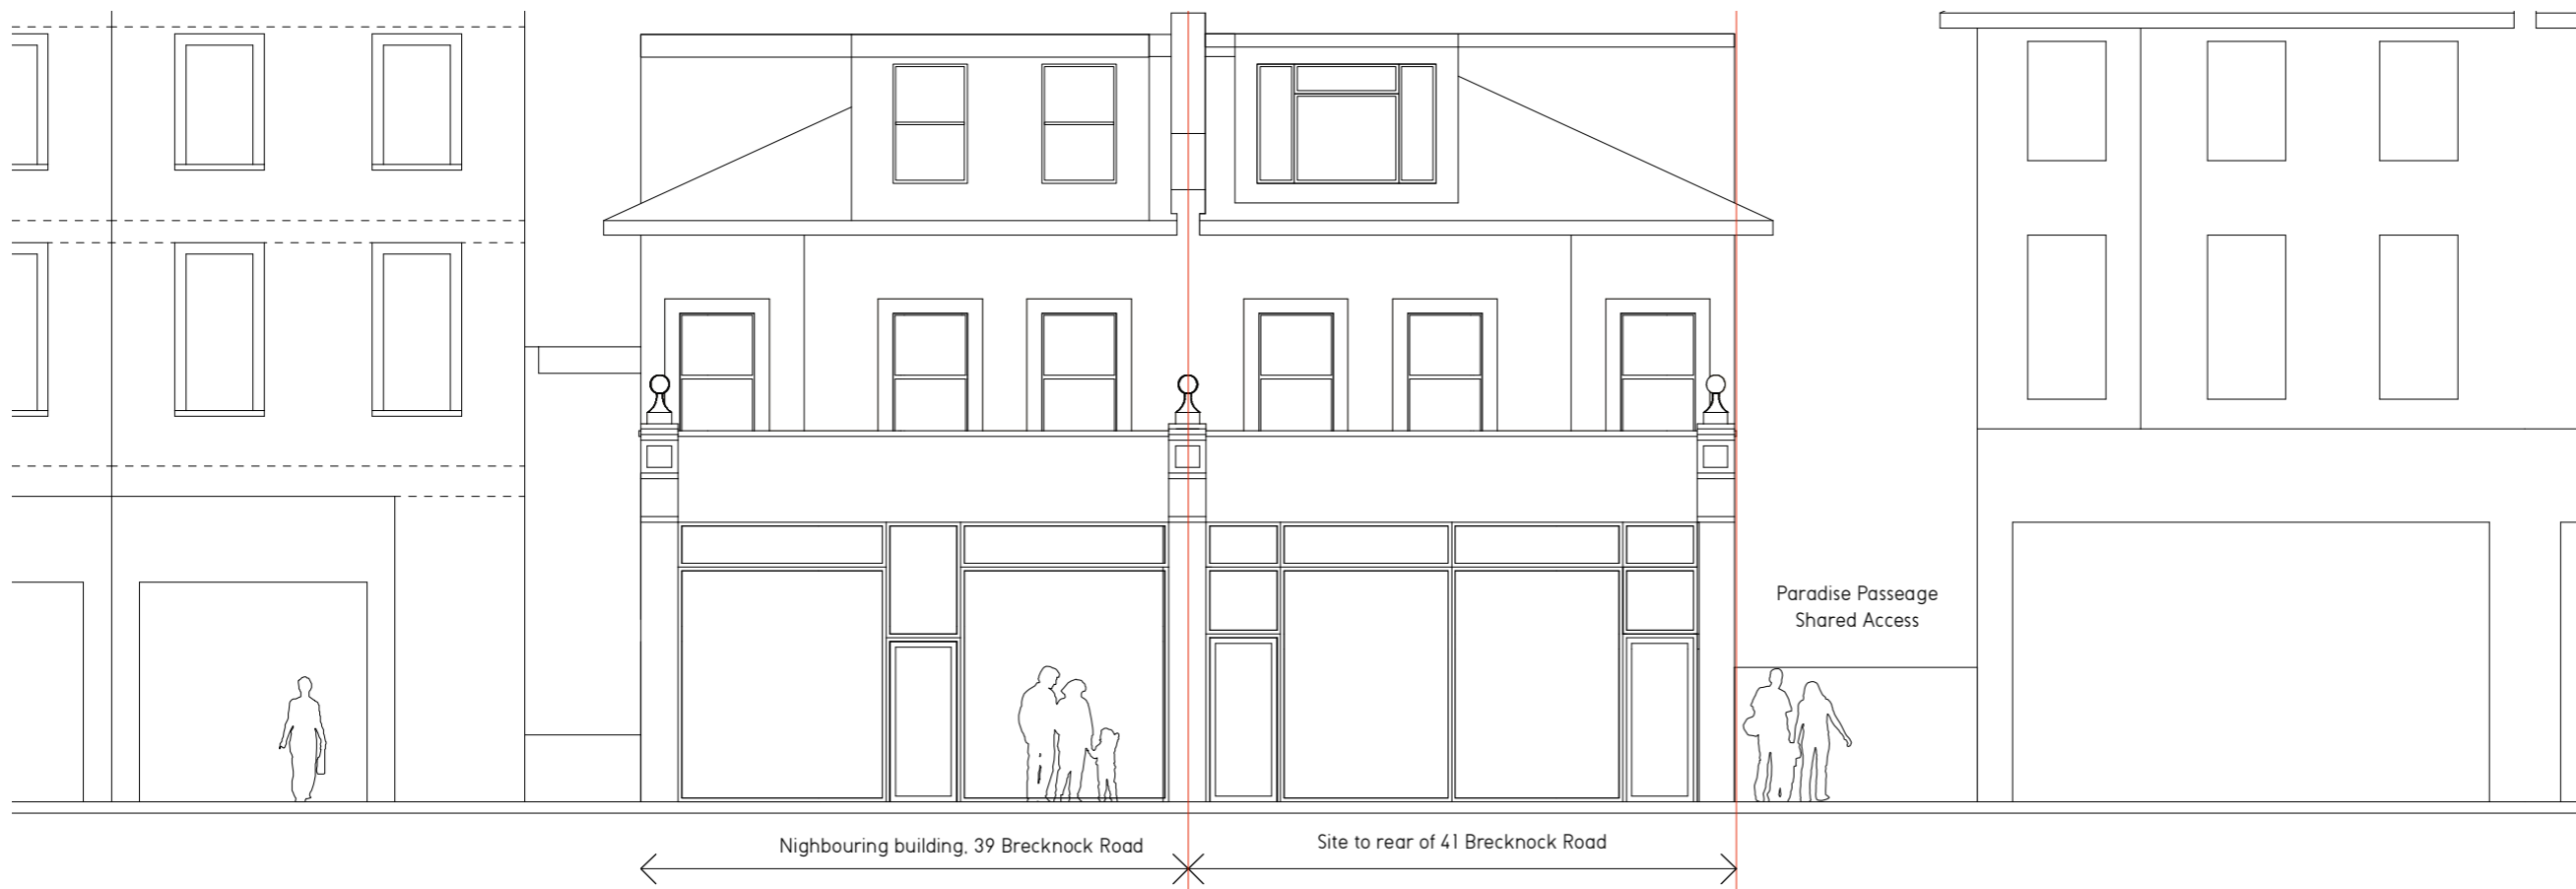 Paradise Passeage
Shared Access
Nighbouring building, 39 Brecknock Road
Site to rear of 41 Brecknock Road